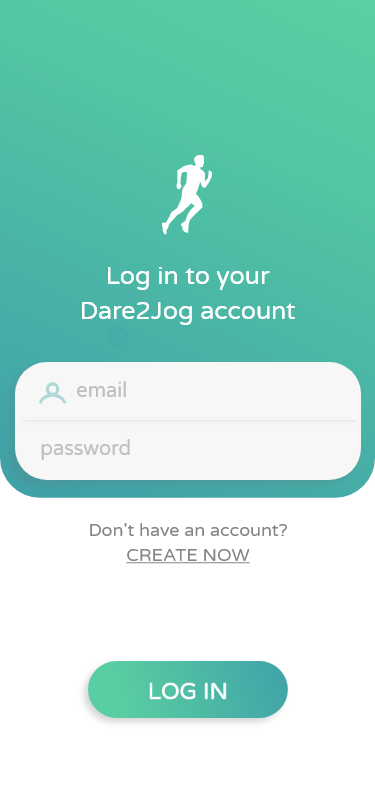 Log in to your
Dare2Jog account
email
password
Don't have an account?
CREATE NOW
LOG IN